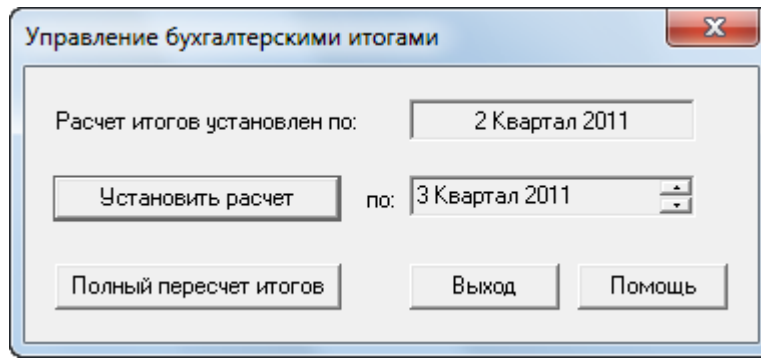 Управление бухгалтерскими итогами
Расчет итогов установлен по: 2 Квартал 2011
Установить расчет по: 3 Квартал 2011
Полный пересчет итогов Выход Помощь